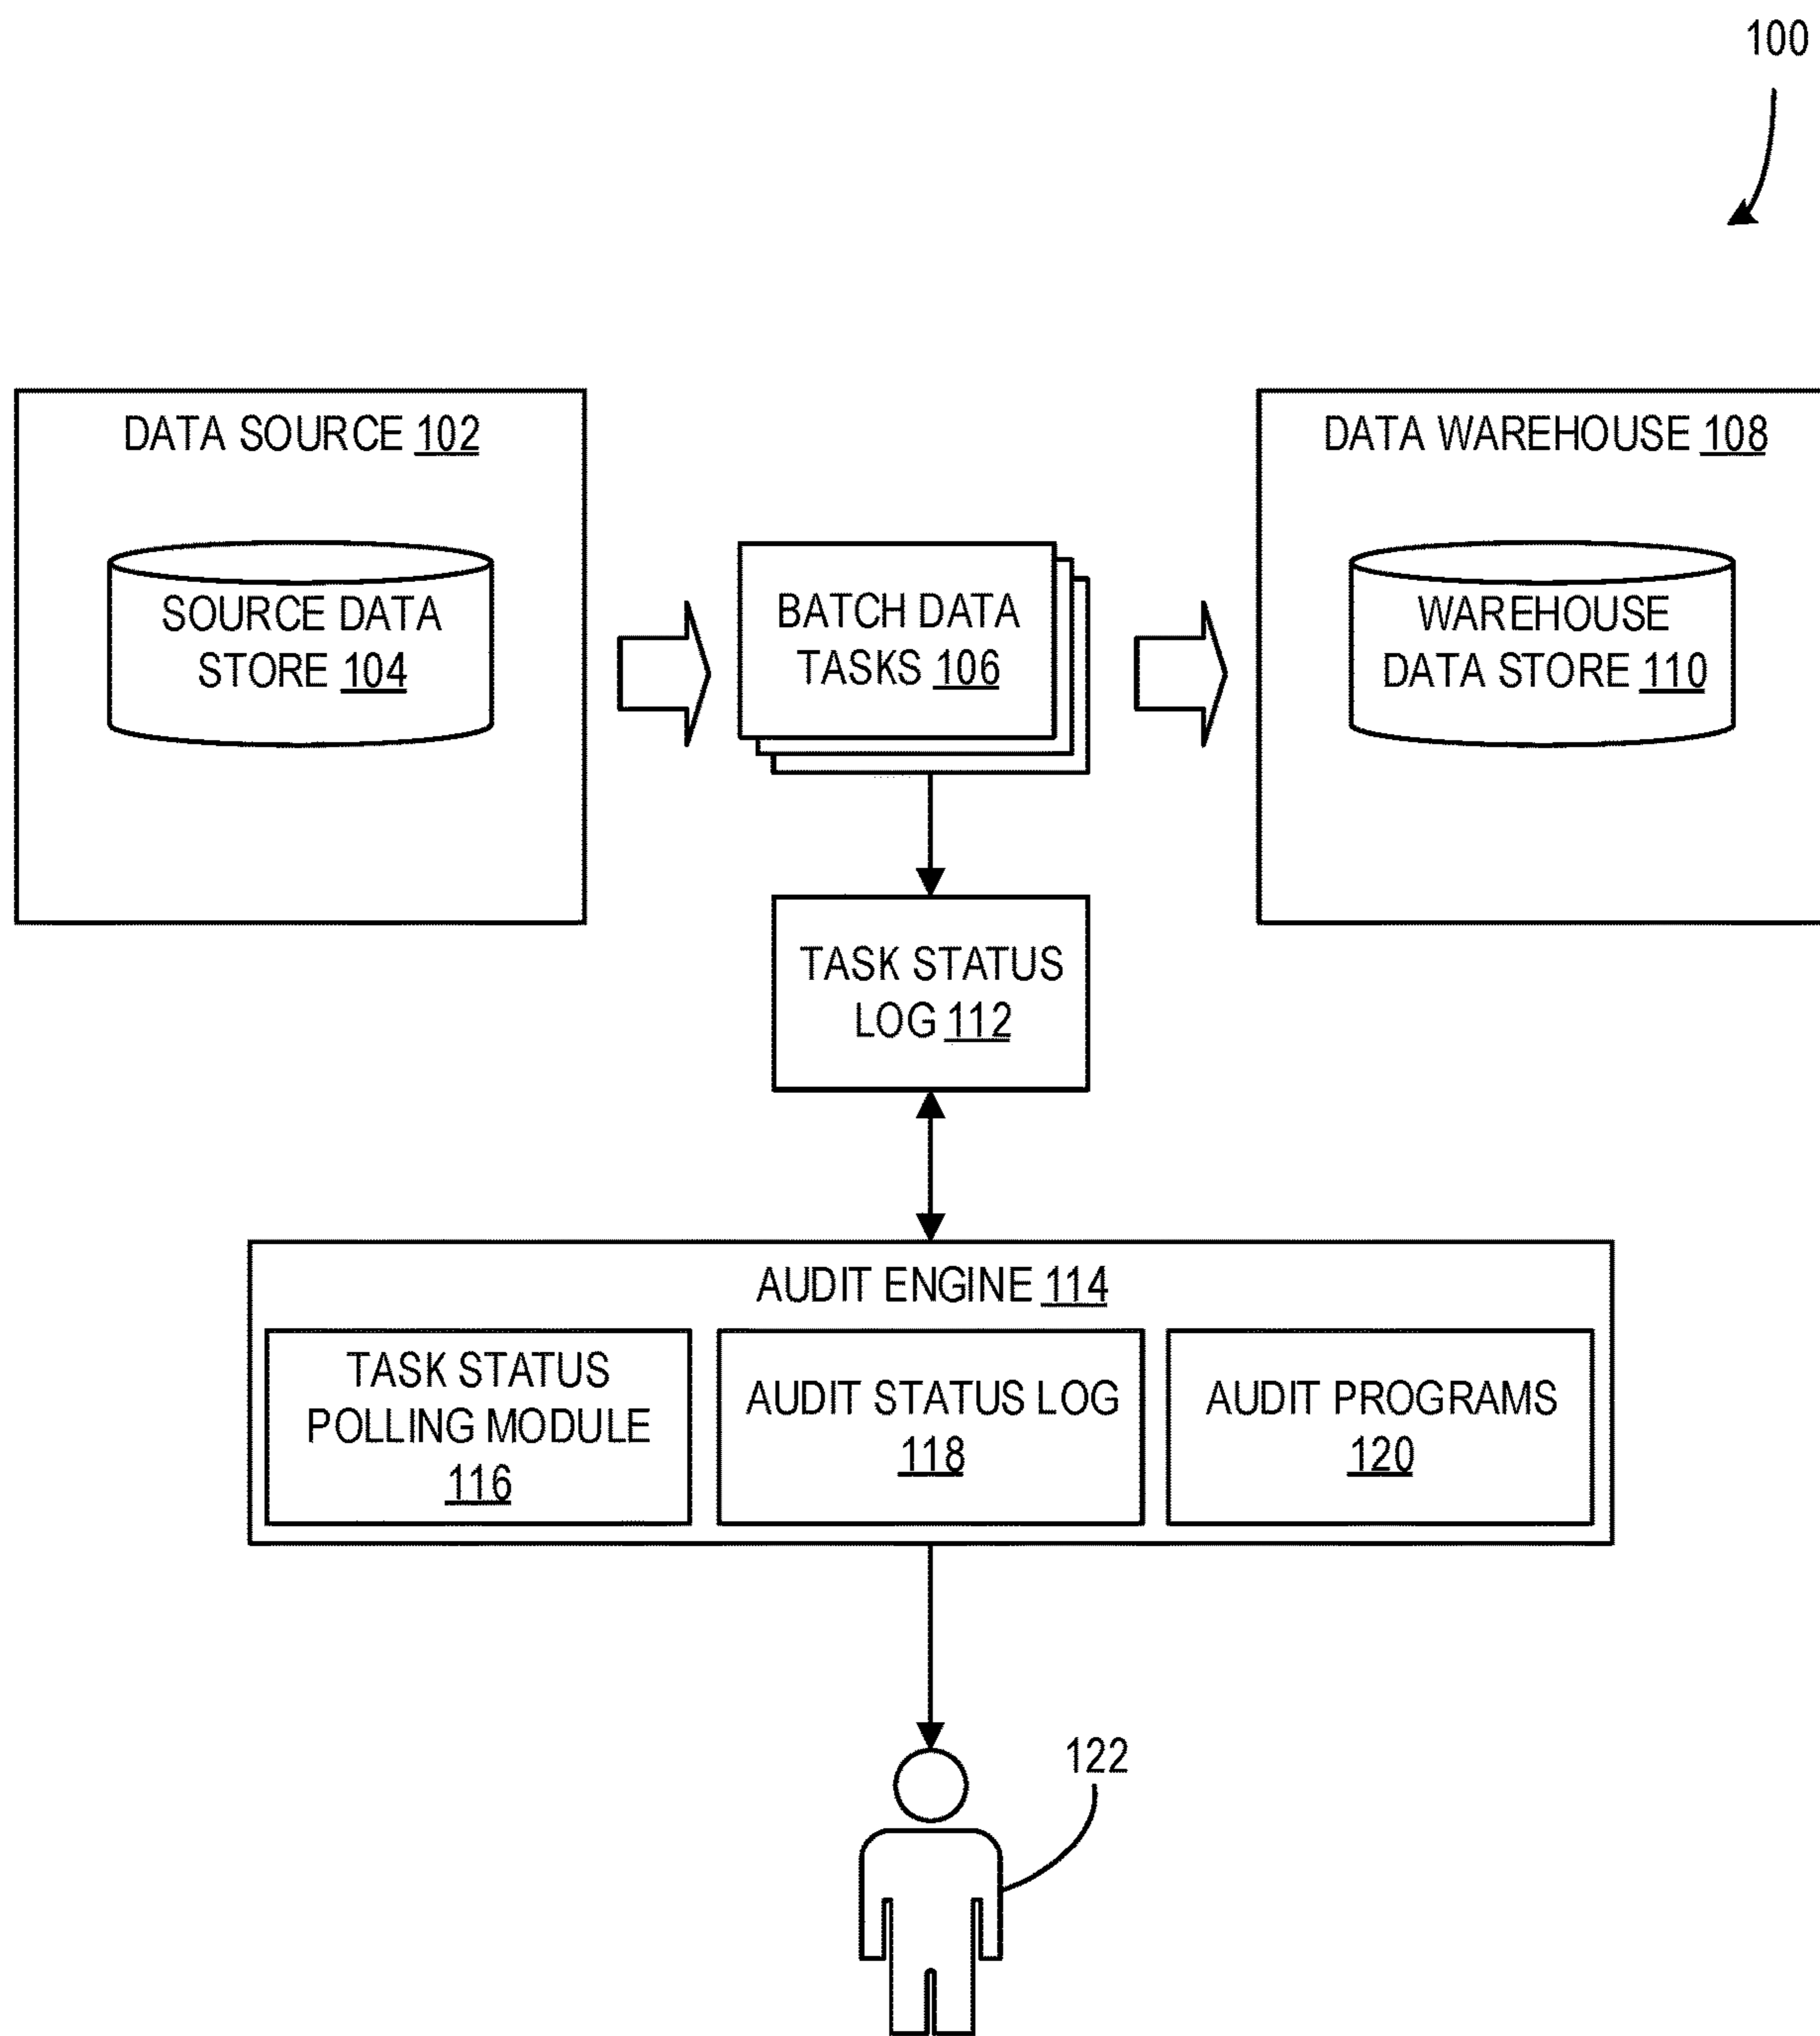 100
DATA SOURCE 102
DATA WAREHOUSE 108
SOURCE DATA
STORE 104
BATCH DATA
TASKS 106
WAREHOUSE
DATA STORE 110
TASK STATUS
LOG 112
AUDIT ENGINE 114
TASK STATUS
POLLING MODULE
116
AUDIT STATUS LOG
118
AUDIT PROGRAMS
120
122